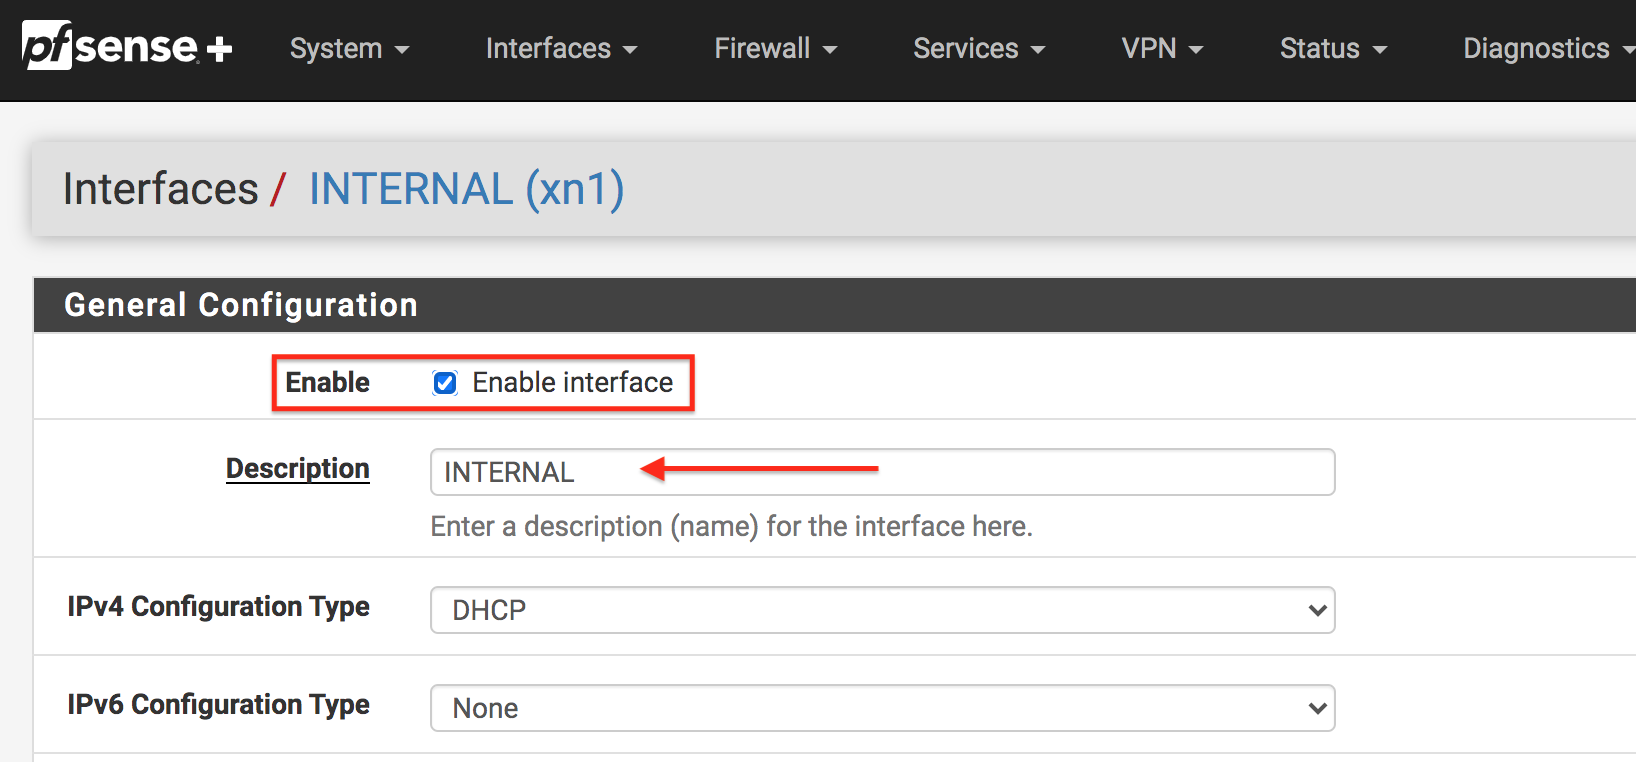 pfsense+ System Interfaces Firewall Services VPN Status Diagnostics
Interfaces / INTERNAL (xn1)
General Configuration
Enable Enable interface
Description INTERNAL
Enter a description (name) for the interface here.
IPv4 Configuration Type DHCP
IPv6 Configuration Type None